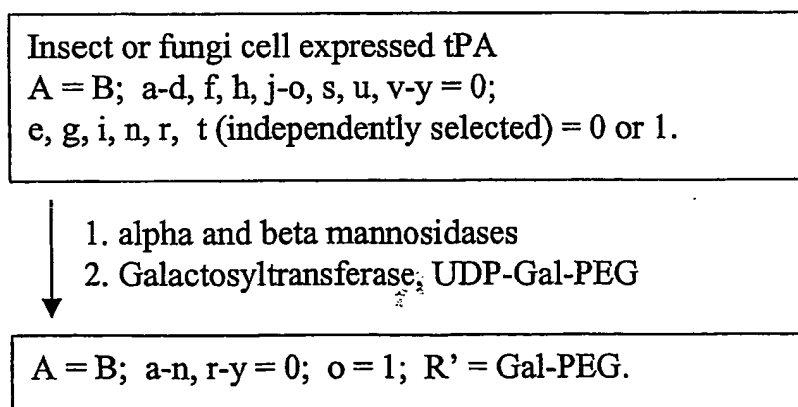 Insect or fungi cell expressed tPA
A = B; a-d, f, h, j-o, s, u, v-y = 0;
e, g, i, n, r, t (independently selected) = 0 or 1.
1. alpha and beta mannosidases
2. Galactosyltransferase, UDP-Gal-PEG
A = B; a-n, r-y = 0; o = 1; R' = Gal-PEG.